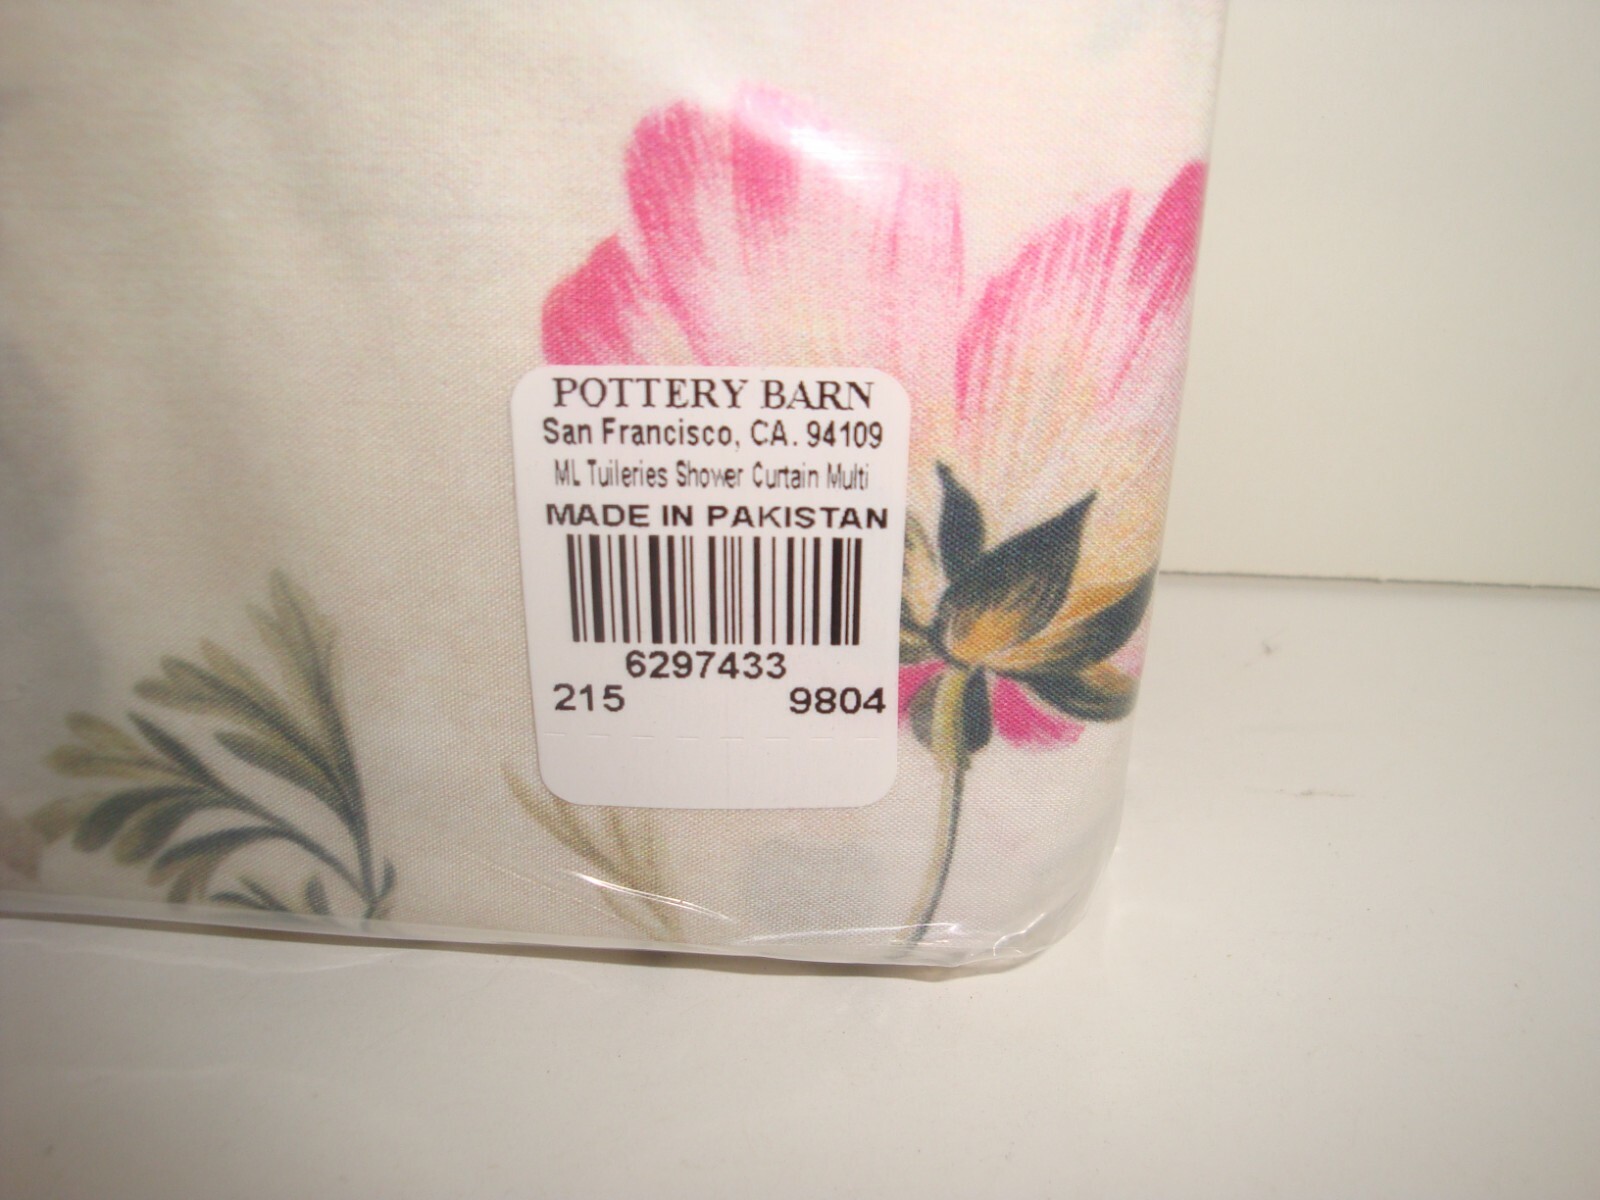 POTTERY BARN
San Francisco, CA. 94109
ML Tuileries Shower Curtain Multi
MADE IN PAKISTAN
6297433
215 9804